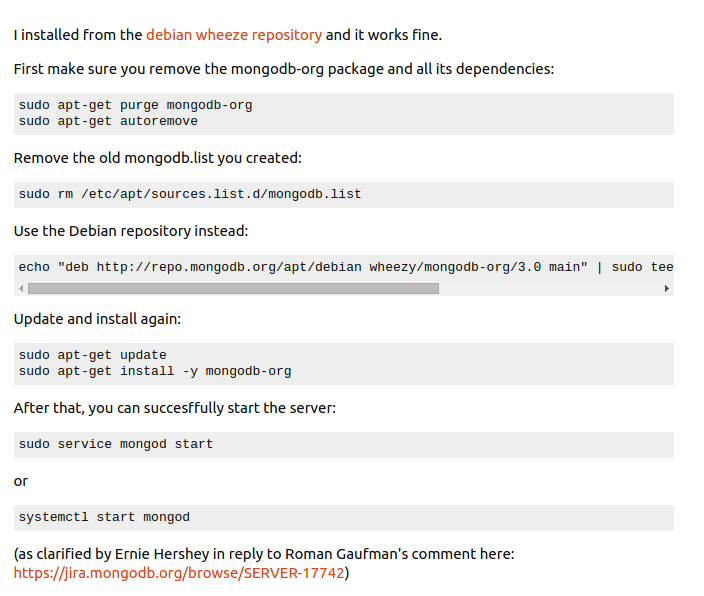 I installed from the debian wheeze repository and it works fine.
First make sure you remove the mongodb-org package and all its dependencies:
sudo apt-get purge mongodb-org
sudo apt-get autoremove
Remove the old mongodb.list you created:
sudo rm /etc/apt/sources.list.d/mongodb.list
Use the Debian repository instead:
echo "deb http://repo.mongodb.org/apt/debian wheezy/mongodb-org/3.0 main" | sudo tee
Update and install again:
sudo apt-get update
sudo apt-get install -y mongodb-org
After that, you can succesffully start the server:
sudo service mongod start
or
systemctl start mongod
(as clarified by Ernie Hershey in reply to Roman Gaufman's comment here:
https://jira.mongodb.org/browse/SERVER-17742)